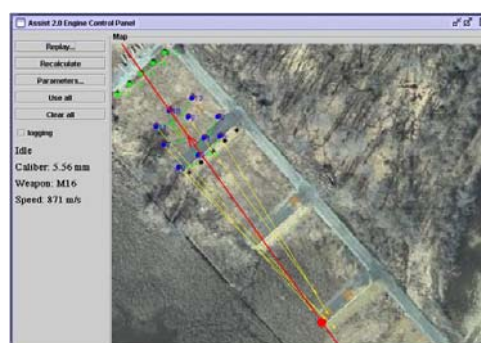 Assist 2.0 Engine Control Panel
Map
Replay...
Recalculate
Parameters...
Use all
Clear all
logging
Idle
Caliber: 5.56 mm
Weapon: M16
Speed: 871 m/s